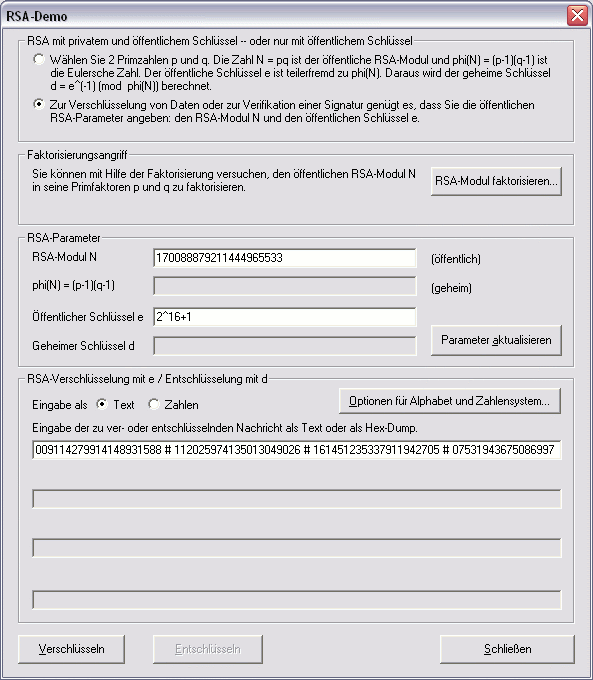 RSA-Demo
RSA mit privatem und öffentlichem Schlüssel -- oder nur mit öffentlichem Schlüssel
Wählen Sie 2 Primzahlen p und q. Die Zahl N = pq ist der öffentliche RSA-Modul und phi(N) = (p-1)(q-1) ist
die Eulersche Zahl. Der öffentliche Schlüssel e ist teilerfremd zu phi(N). Daraus wird der geheime Schlüssel
d = e^(-1) (mod phi(N)) berechnet.
Zur Verschlüsselung von Daten oder zur Verifikation einer Signatur genügt es, dass Sie die öffentlichen
RSA-Parameter angeben: den RSA-Modul N und den öffentlichen Schlüssel e.
Faktorisierungsangriff
Sie können mit Hilfe der Faktorisierung versuchen, den öffentlichen RSA-Modul N
in seine Primfaktoren p und q zu faktorisieren.
RSA-Modul faktorisieren...
RSA-Parameter
RSA-Modul N 170088879211444965533 (öffentlich)
phi(N) = (p-1)(q-1) (geheim)
Öffentlicher Schlüssel e 2^16+1
Geheimer Schlüssel d Parameter aktualisieren
RSA-Verschlüsselung mit e / Entschlüsselung mit d
Eingabe als Text Zahlen Optionen für Alphabet und Zahlensystem...
Eingabe der zu ver- oder entschlüsselnden Nachricht als Text oder als Hex-Dump.
009114279914148931588 # 112025974135013049026 # 161451235337911942705 # 07531943675086997
Verschlüsseln Entschlüsseln Schließen